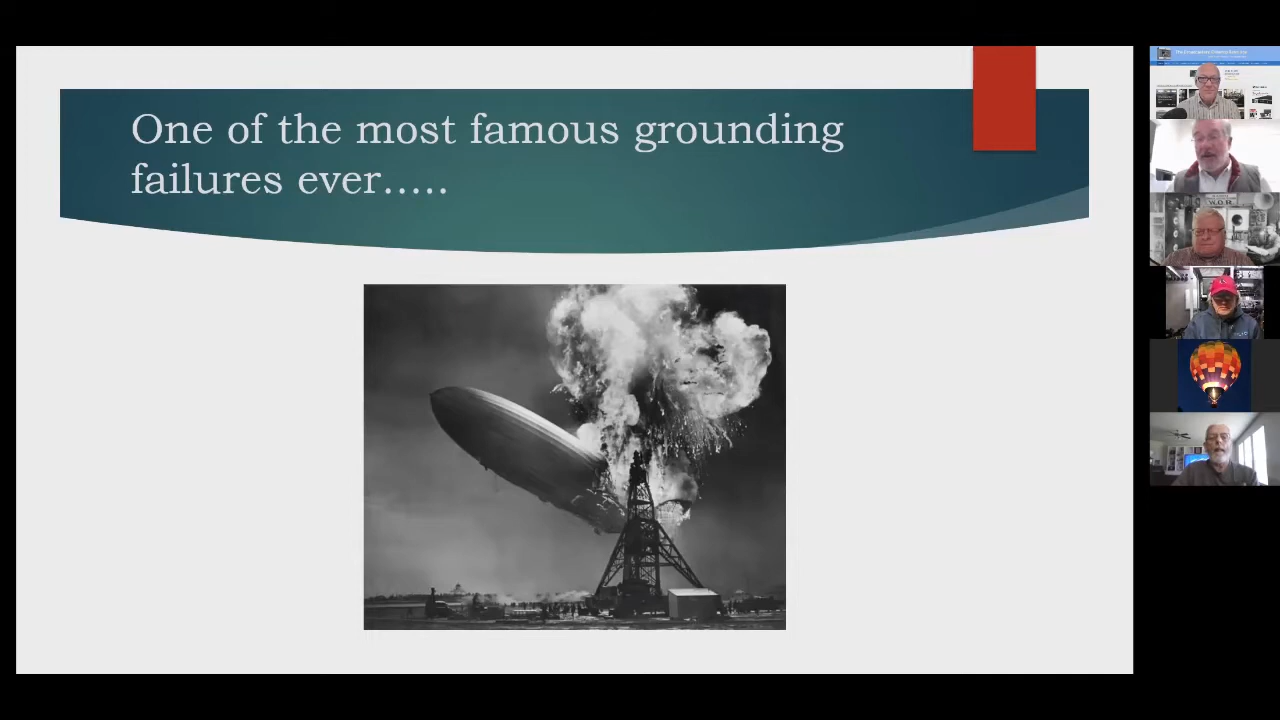 One of the most famous grounding
failures ever.....
W.O.R